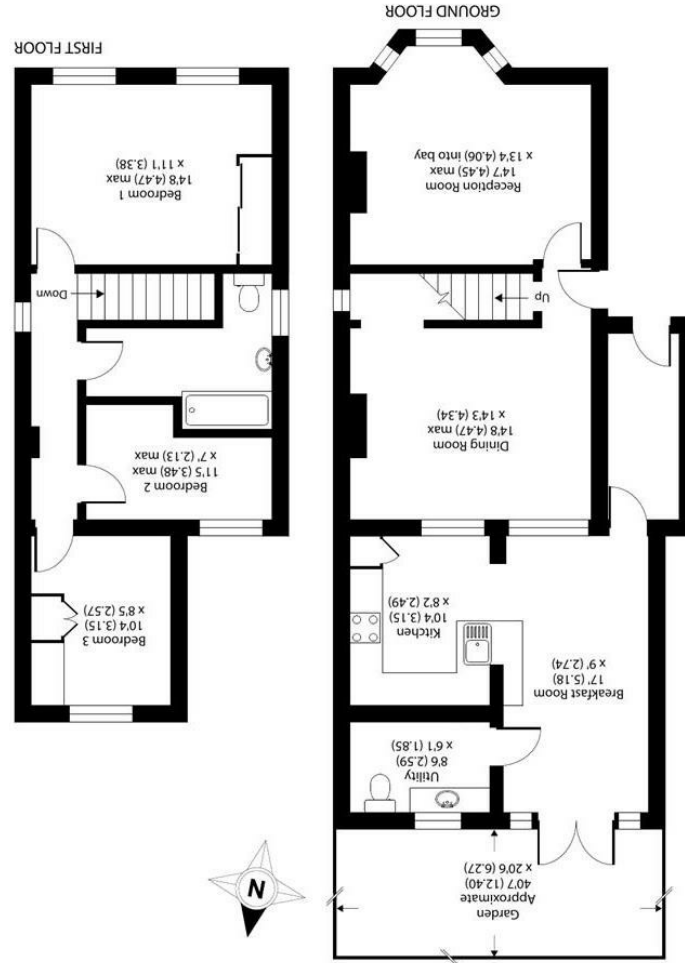 Garden
Approximate
40'7 (12.40)
x 20'6 (6.27)
N
Utility
8'6 (2.59)
x 6'1 (1.85)
Breakfast Room
17' (5.18)
x 9' (2.74)
Kitchen
10'4 (3.15)
x 8'2 (2.49)
Dining Room
14'8 (4.47) max
x 14'3 (4.34)
Up
Reception Room
14'7 (4.45) max
x 13'4 (4.06) into bay
GROUND FLOOR
Bedroom 3
10'4 (3.15)
x 8'5 (2.57)
Bedroom 2
11'5 (3.48) max
x 7' (2.13) max
Down
Bedroom 1
14'8 (4.47) max
x 11'1 (3.38)
FIRST FLOOR